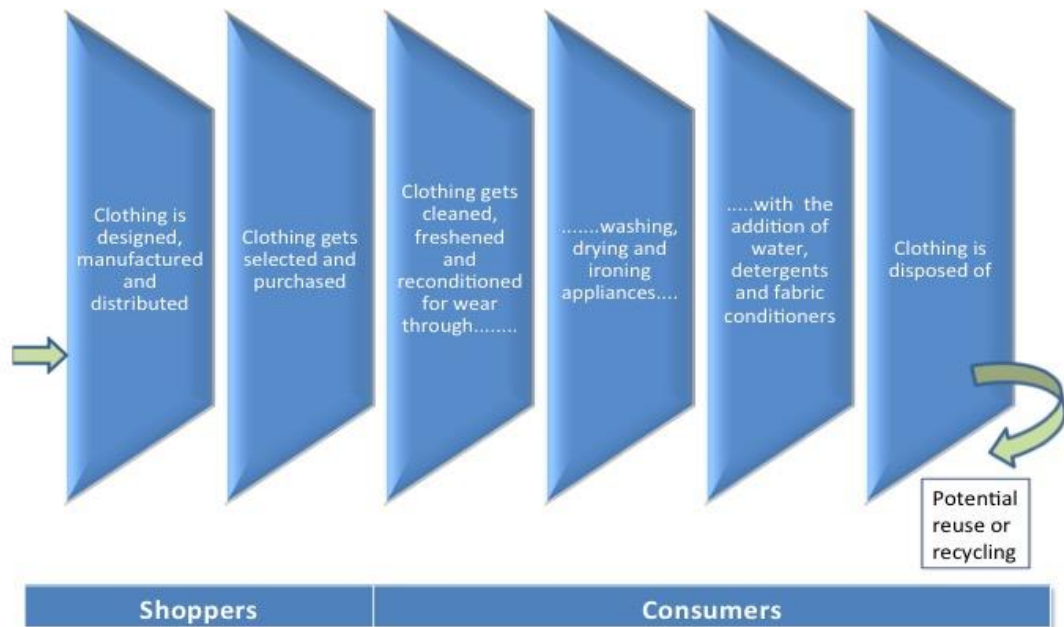 Clothing is
designed,
manufactured
and
distributed
Clothing gets
selected and
purchased
Clothing gets
cleaned,
freshened
and
reconditioned
for wear
through........
.......washing,
drying and
ironing
appliances....
.....with the
addition of
water,
detergents
and fabric
conditioners
Clothing is
disposed of
Potential
reuse or
recycling
Shoppers
Consumers